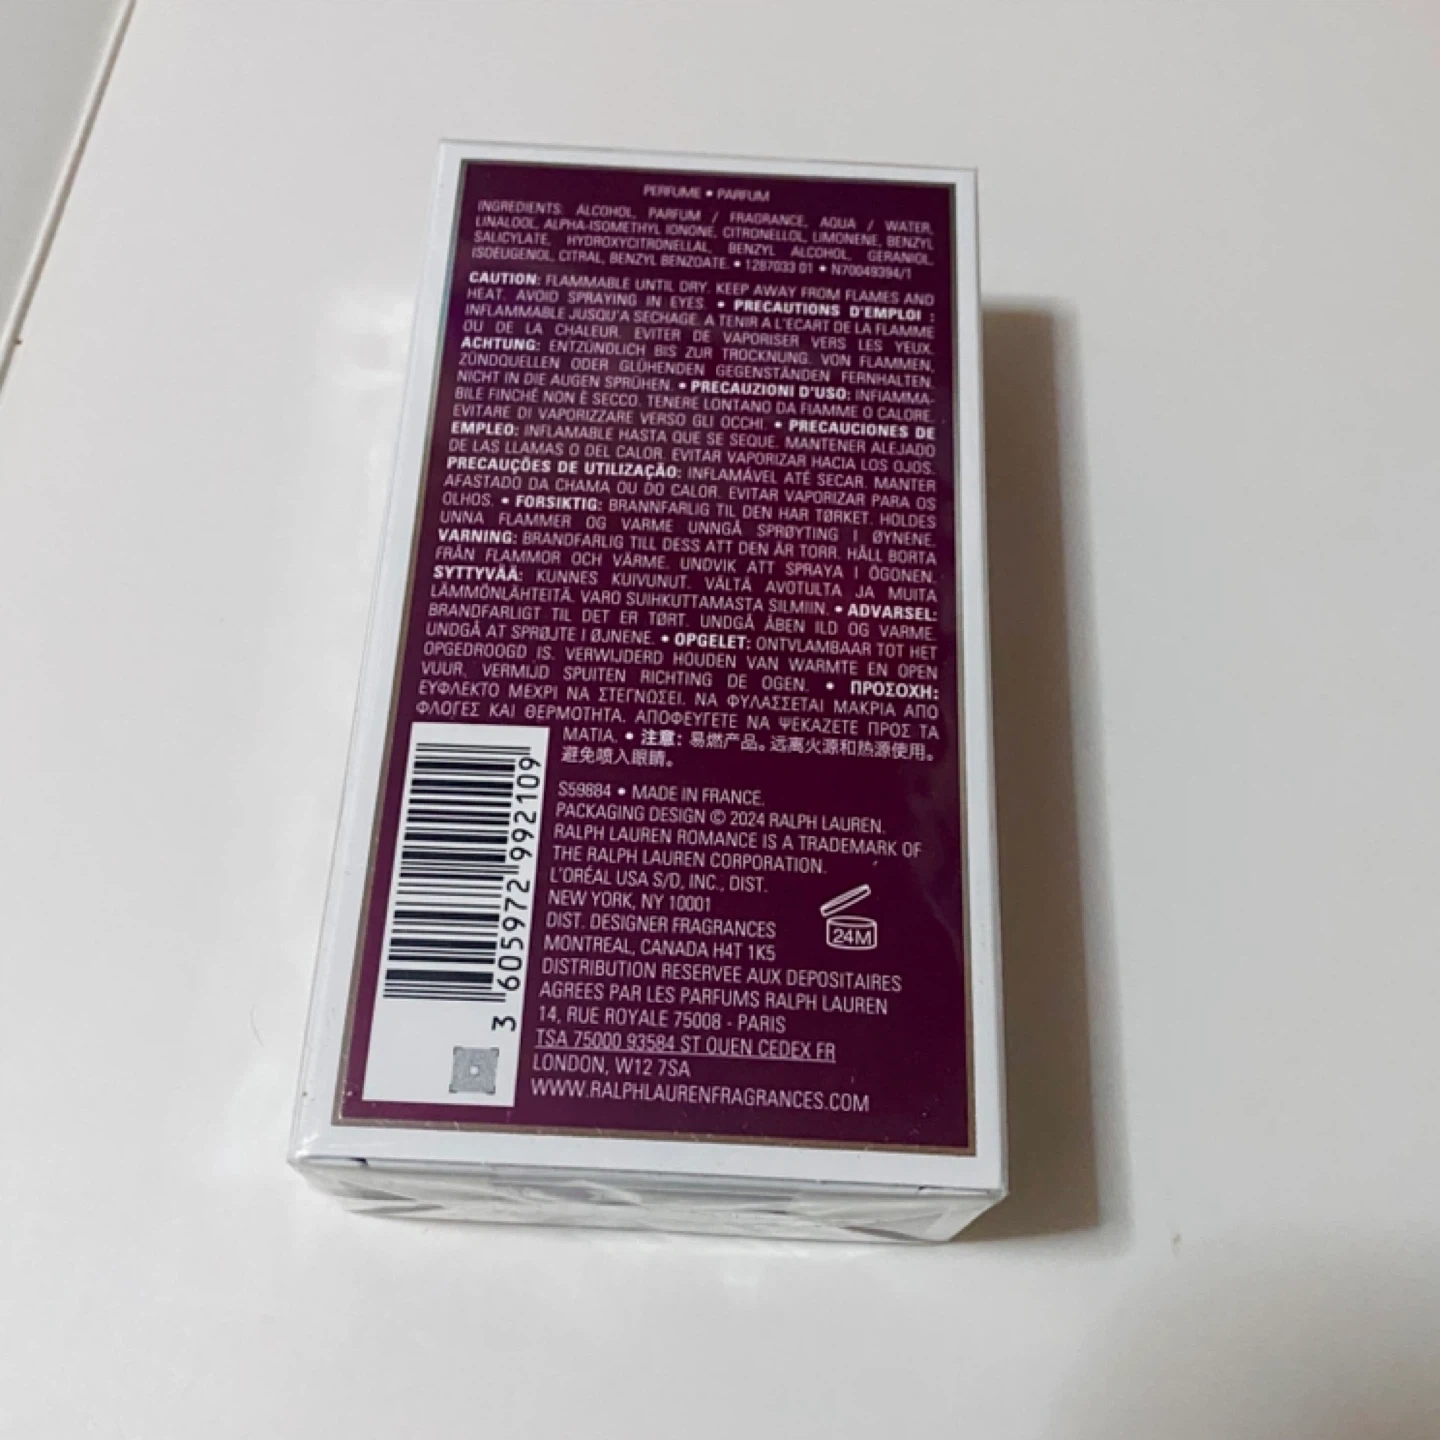 PERFUME • PARFUM
INGREDIENTS: ALCOHOL, PARFUM / FRAGRANCE, AQUA / WATER,
LINALOOL, ALPHA-ISOMETHYL IONONE, CITRONELLOL, LIMONENE, BENZYL
SALICYLATE, HYDROXYCITRONELLAL, BENZYL ALCOHOL, GERANIOL,
ISOEUGENOL, CITRAL, BENZYL BENZOATE. • 1287033 01 • N70049394/1
CAUTION: FLAMMABLE UNTIL DRY. KEEP AWAY FROM FLAMES AND
HEAT. AVOID SPRAYING IN EYES. • PRECAUTIONS D'EMPLOI :
INFLAMMABLE JUSQU'A SECHAGE. A TENIR A L'ECART DE LA FLAMME
OU DE LA CHALEUR. EVITER DE VAPORISER VERS LES YEUX.
ACHTUNG: ENTZÜNDLICH BIS ZUR TROCKNUNG. VON FLAMMEN,
ZÜNDQUELLEN ODER GLÜHENDEN GEGENSTÄNDEN FERNHALTEN.
NICHT IN DIE AUGEN SPRÜHEN. • PRECAUZIONI D'USO: INFIAMMA-
BILE FINCHÉ NON È SECCO. TENERE LONTANO DA FIAMME O CALORE.
EVITARE DI VAPORIZZARE VERSO GLI OCCHI. • PRECAUCIONES DE
EMPLEO: INFLAMABLE HASTA QUE SE SEQUE. MANTENER ALEJADO
DE LAS LLAMAS O DEL CALOR. EVITAR VAPORIZAR HACIA LOS OJOS.
PRECAUÇÕES DE UTILIZAÇÃO: INFLAMÁVEL ATÉ SECAR. MANTER
AFASTADO DA CHAMA OU DO CALOR. EVITAR VAPORIZAR PARA OS
OLHOS. • FORSIKTIG: BRANNFARLIG TIL DEN HAR TØRKET. HOLDES
UNNA FLAMMER OG VARME UNNGÅ SPRØYTING I ØYNENE.
VARNING: BRANDFARLIG TILL DESS ATT DEN ÄR TORR. HÅLL BORTA
FRÅN FLAMMOR OCH VÄRME. UNDVIK ATT SPRAYA I ÖGONEN.
SYTTYVÄÄ: KUNNES KUIVUNUT. VÄLTÄ AVOTULTA JA MUITA
LÄMMÖNLÄHTEITÄ. VARO SUIHKUTTAMASTA SILMIIN. • ADVARSEL:
BRANDFARLIGT TIL DET ER TØRT. UNDGÅ ÅBEN ILD OG VARME.
UNDGÅ AT SPRØJTE I ØJNENE. • OPGELET: ONTVLAMBAAR TOT HET
OPGEDROOGD IS. VERWIJDERD HOUDEN VAN WARMTE EN OPEN
VUUR, VERMIJD SPUITEN RICHTING DE OGEN. • ΠΡΟΣΟΧΗ:
ΕΥΦΛΕΚΤΟ ΜΕΧΡΙ ΝΑ ΣΤΕΓΝΩΣΕΙ. ΝΑ ΦΥΛΑΣΣΕΤΑΙ ΜΑΚΡΙΑ ΑΠΟ
ΦΛΟΓΕΣ ΚΑΙ ΘΕΡΜΟΤΗΤΑ. ΑΠΟΦΕΥΓΕΤΕ ΝΑ ΨΕΚΑΖΕΤΕ ΠΡΟΣ ΤΑ
ΜΑΤΙΑ. • 注意: 易燃产品。远离火源和热源使用。
避免喷入眼睛。
S59884 • MADE IN FRANCE.
PACKAGING DESIGN © 2024 RALPH LAUREN.
RALPH LAUREN ROMANCE IS A TRADEMARK OF
THE RALPH LAUREN CORPORATION.
L'ORÉAL USA S/D, INC., DIST.
NEW YORK, NY 10001
DIST. DESIGNER FRAGRANCES
MONTREAL, CANADA H4T 1K5
DISTRIBUTION RESERVEE AUX DEPOSITAIRES
AGREES PAR LES PARFUMS RALPH LAUREN
14, RUE ROYALE 75008 - PARIS
TSA 75000 93584 ST OUEN CEDEX FR
LONDON, W12 7SA
WWW.RALPHLAURENFRAGRANCES.COM
24M
3 605972 992109